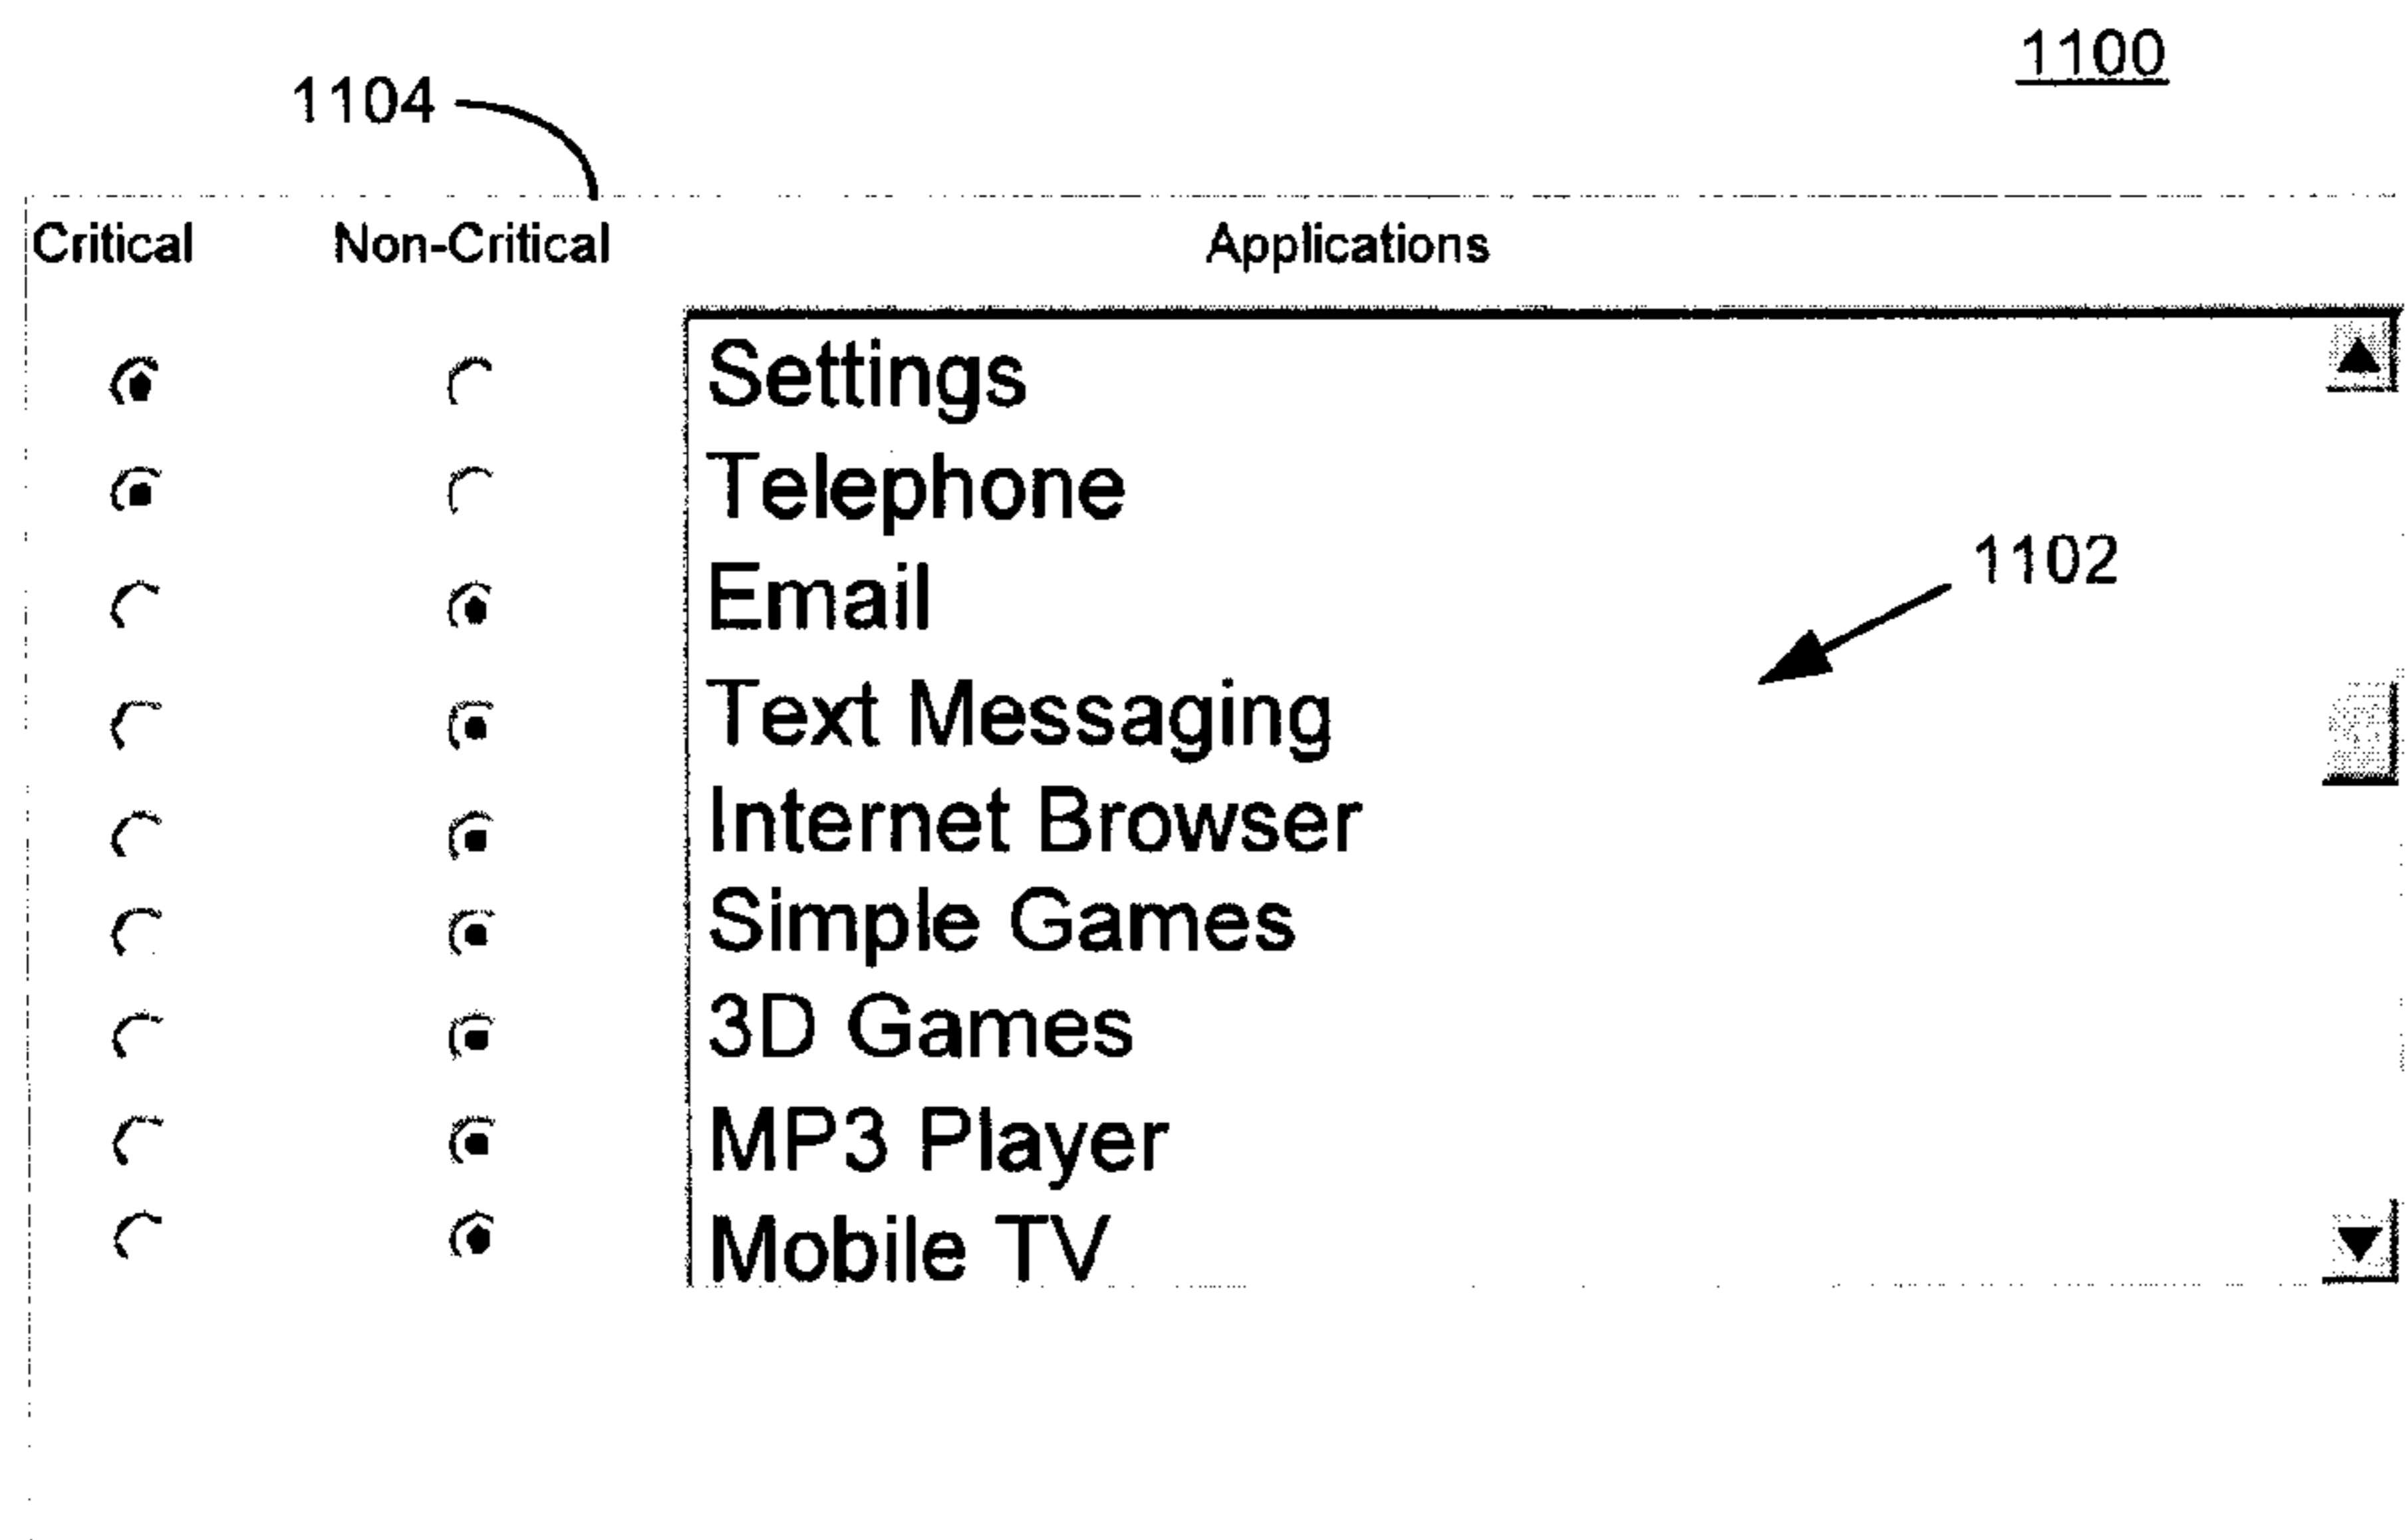 1100
1104
Critical Non-Critical Applications
Settings
Telephone
Email
1102
Text Messaging
Internet Browser
Simple Games
3D Games
MP3 Player
Mobile TV